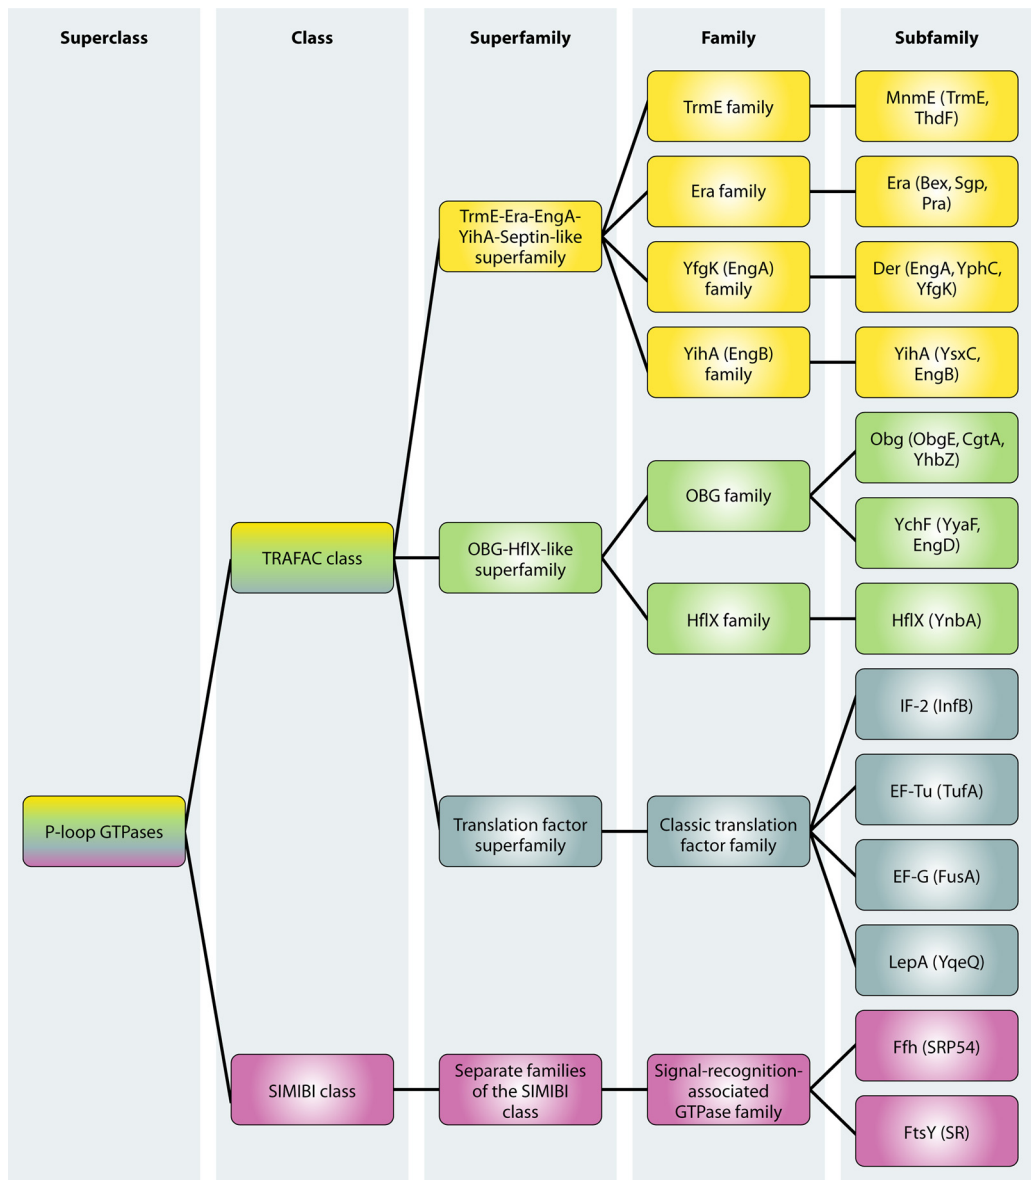 Superclass
Class
Superfamily
Family
Subfamily
P-loop GTPases
TRAFAC class
SIMIBI class
TrmE-Era-EngA-
YihA-Septin-like
superfamily
OBG-HflX-like
superfamily
Translation factor
superfamily
Separate families
of the SIMIBI
class
TrmE family
Era family
YfgK (EngA)
family
YihA (EngB)
family
OBG family
HflX family
Classic translation
factor family
Signal-recognition-
associated
GTPase family
MnmE (TrmE,
ThdF)
Era (Bex, Sgp,
Pra)
Der (EngA, YphC,
YfgK)
YihA (YsxC,
EngB)
Obg (ObgE, CgtA,
YhbZ)
YchF (YyaF,
EngD)
HflX (YnbA)
IF-2 (InfB)
EF-Tu (TufA)
EF-G (FusA)
LepA (YqeQ)
Ffh (SRP54)
FtsY (SR)